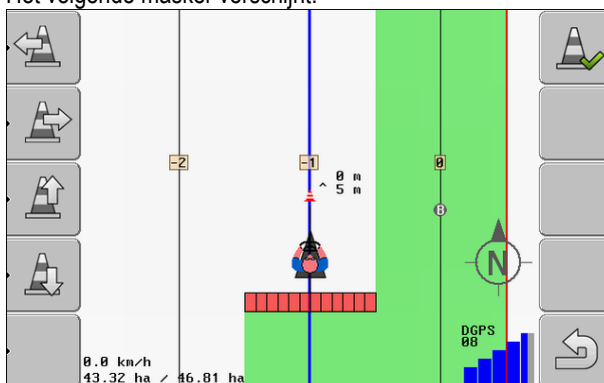 Het volgende masker verschijnt:
-2
-1
0
0 m
^ 5 m
B
N
DGPS
08
0.0 km/h
43.32 ha / 46.81 ha